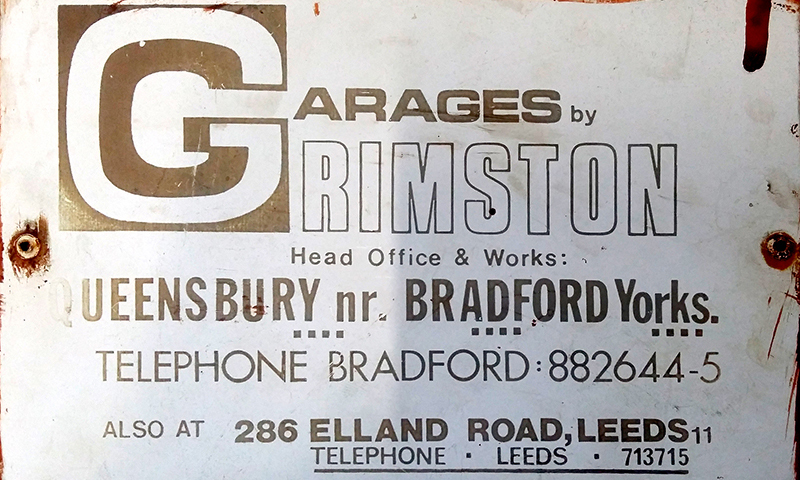 GARAGES by
GRIMSTON
Head Office & Works:
QUEENSBURY nr. BRADFORD Yorks.
TELEPHONE BRADFORD: 882644-5
ALSO AT 286 ELLAND ROAD, LEEDS 11
TELEPHONE · LEEDS · 713715